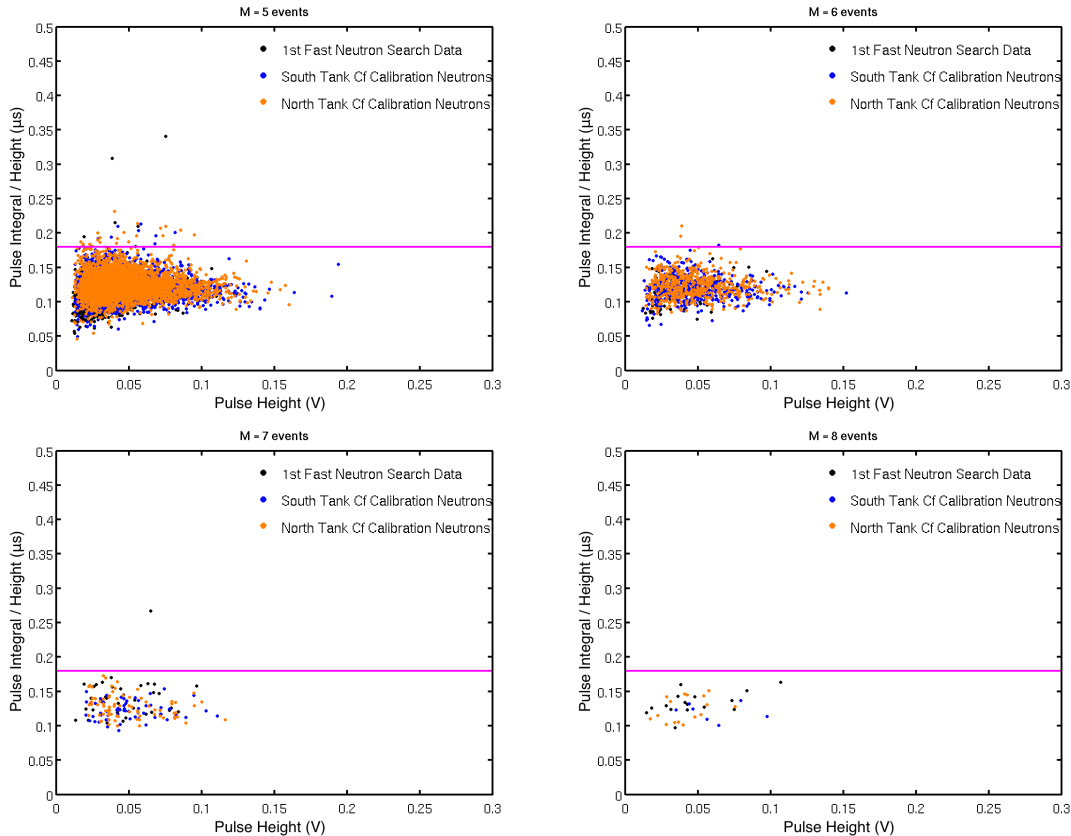 M = 5 events
0.5
0.45
0.4
0.35
0.3
0.25
0.2
0.15
0.1
0.05
0
Pulse Integral / Height (µs)
1st Fast Neutron Search Data
South Tank Cf Calibration Neutrons
North Tank Cf Calibration Neutrons
0 0.05 0.1 0.15 0.2 0.25 0.3
Pulse Height (V)
M = 6 events
0.5
0.45
0.4
0.35
0.3
0.25
0.2
0.15
0.1
0.05
0
Pulse Integral / Height (µs)
1st Fast Neutron Search Data
South Tank Cf Calibration Neutrons
North Tank Cf Calibration Neutrons
0 0.05 0.1 0.15 0.2 0.25 0.3
Pulse Height (V)
M = 7 events
0.5
0.45
0.4
0.35
0.3
0.25
0.2
0.15
0.1
0.05
0
Pulse Integral / Height (µs)
1st Fast Neutron Search Data
South Tank Cf Calibration Neutrons
North Tank Cf Calibration Neutrons
0 0.05 0.1 0.15 0.2 0.25 0.3
Pulse Height (V)
M = 8 events
0.5
0.45
0.4
0.35
0.3
0.25
0.2
0.15
0.1
0.05
0
Pulse Integral / Height (µs)
1st Fast Neutron Search Data
South Tank Cf Calibration Neutrons
North Tank Cf Calibration Neutrons
0 0.05 0.1 0.15 0.2 0.25 0.3
Pulse Height (V)